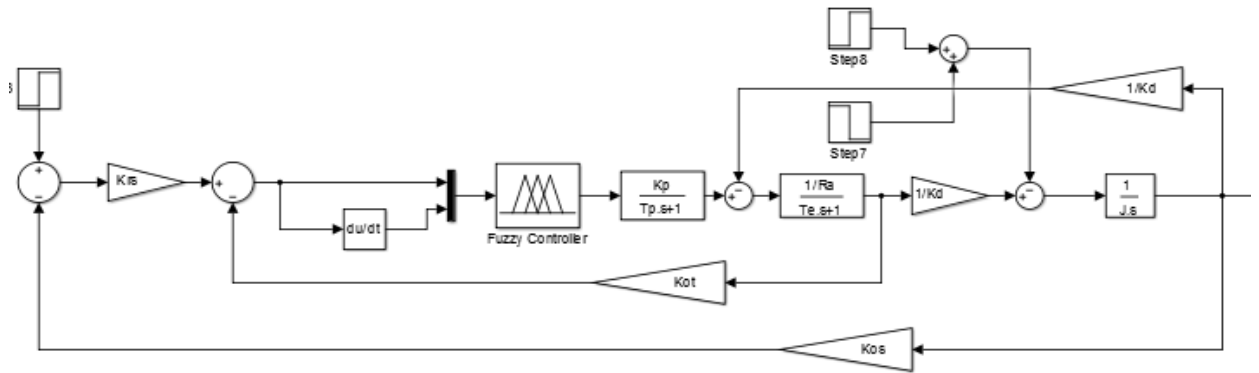 Step8
1/Kd
Step7
Krs
du/dt
Fuzzy Controller
Kp
Tp.s+1
1/Ra
Te.s+1
1/Kd
1
J.s
Kot
Kos